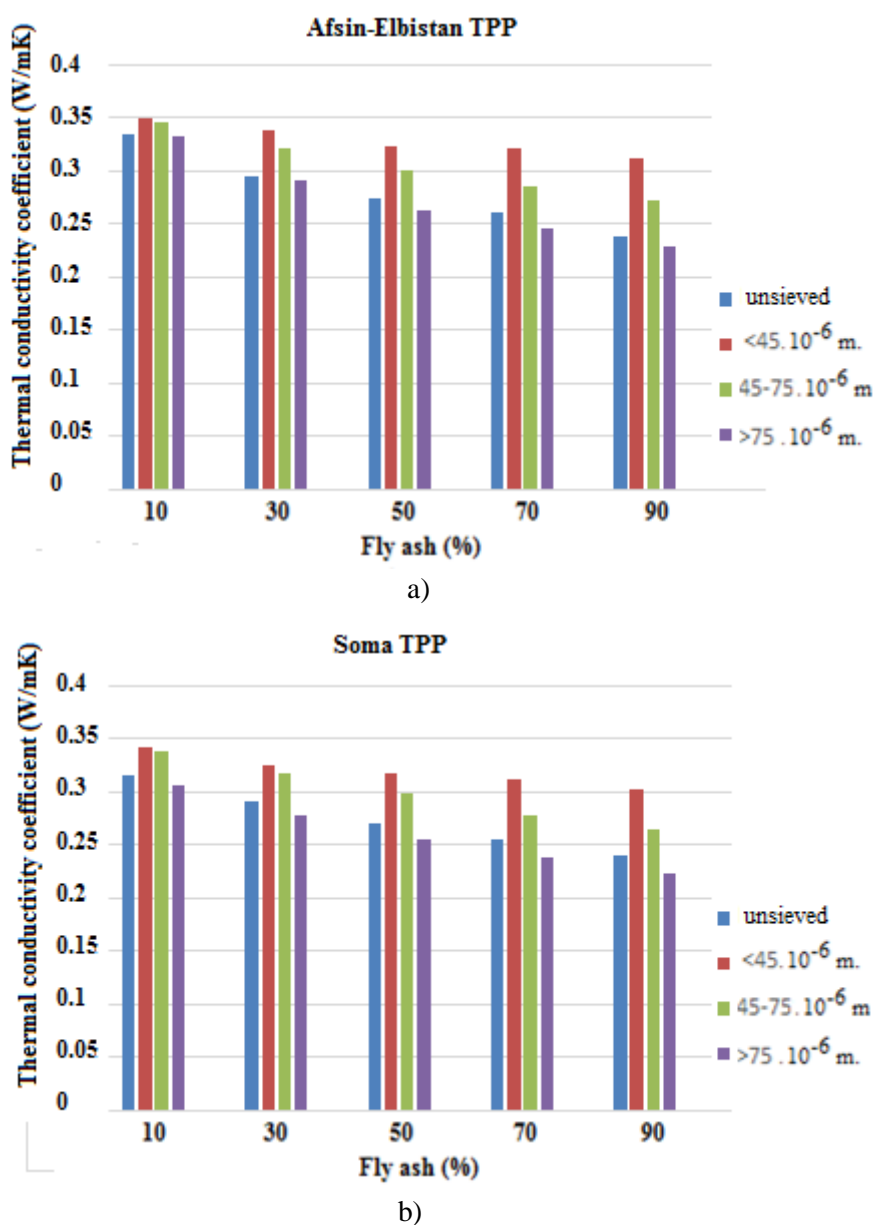 Afsin-Elbistan TPP
Thermal conductivity coefficient (W/mK)
0.4
0.35
0.3
0.25
0.2
0.15
0.1
0.05
0
10 30 50 70 90
Fly ash (%)
unsieved
<45.10⁻⁶ m.
45-75.10⁻⁶ m
>75.10⁻⁶ m.
a)
Soma TPP
Thermal conductivity coefficient (W/mK)
0.4
0.35
0.3
0.25
0.2
0.15
0.1
0.05
0
10 30 50 70 90
Fly ash (%)
unsieved
<45.10⁻⁶ m.
45-75.10⁻⁶ m
>75.10⁻⁶ m.
b)